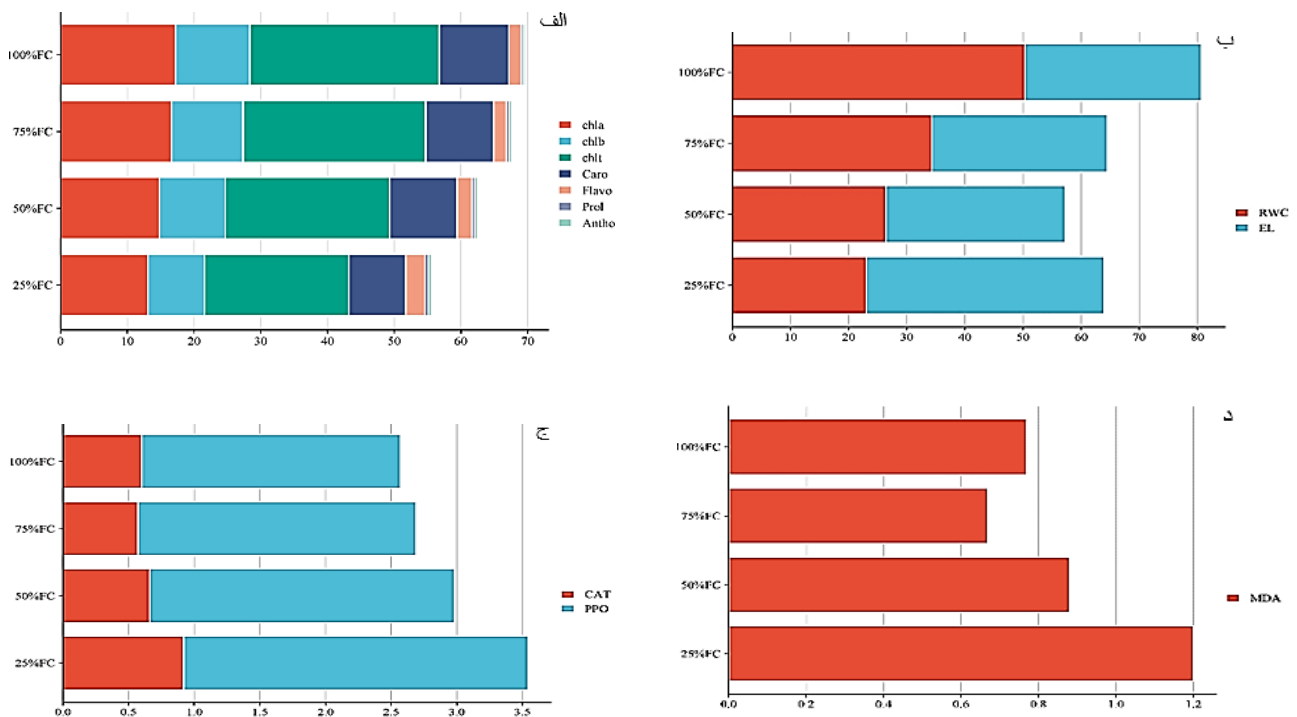 الف
100%FC
75%FC
50%FC
25%FC
0 10 20 30 40 50 60 70
chla
chlb
chlt
Caro
Flavo
Prol
Antho
ب
100%FC
75%FC
50%FC
25%FC
0 10 20 30 40 50 60 70 80
RWC
EL
ج
100%FC
75%FC
50%FC
25%FC
0.0 0.5 1.0 1.5 2.0 2.5 3.0 3.5
CAT
PPO
د
100%FC
75%FC
50%FC
25%FC
0.0 0.2 0.4 0.6 0.8 1.0 1.2
MDA